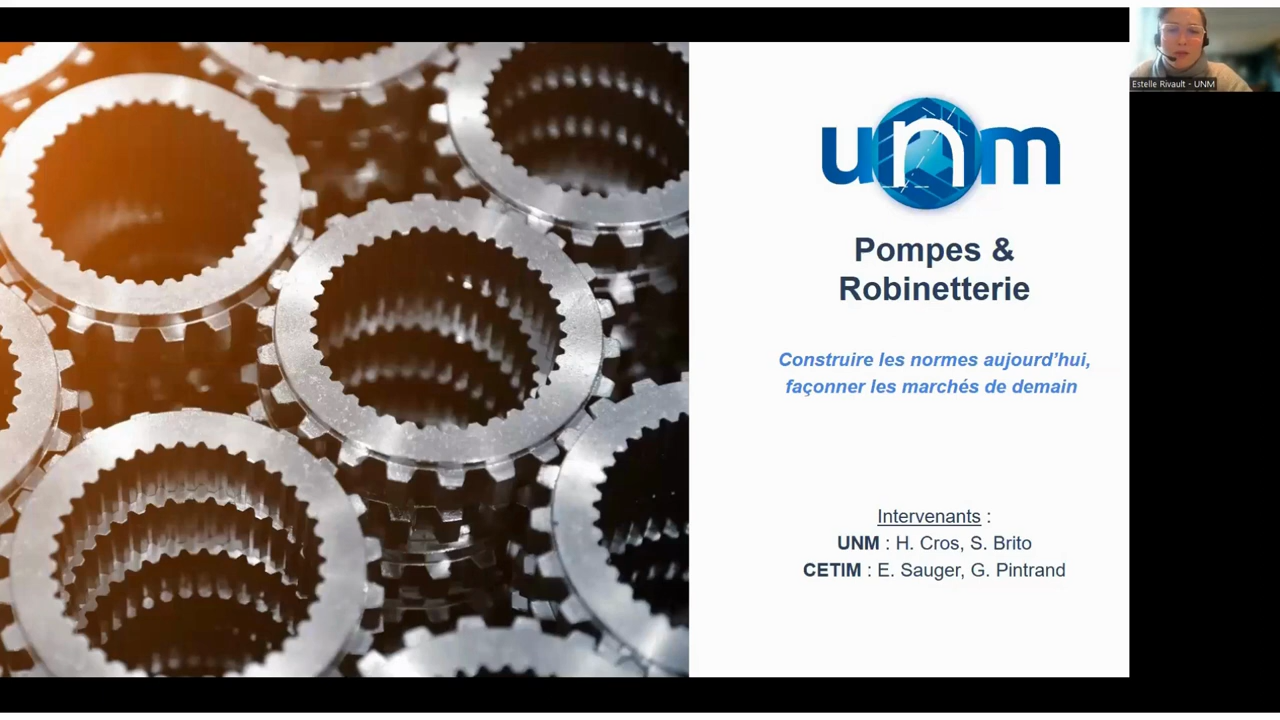 Estelle Rivault - UNM
unm
Pompes &
Robinetterie
Construire les normes aujourd’hui,
façonner les marchés de demain
Intervenants :
UNM : H. Cros, S. Brito
CETIM : E. Sauger, G. Pintrand